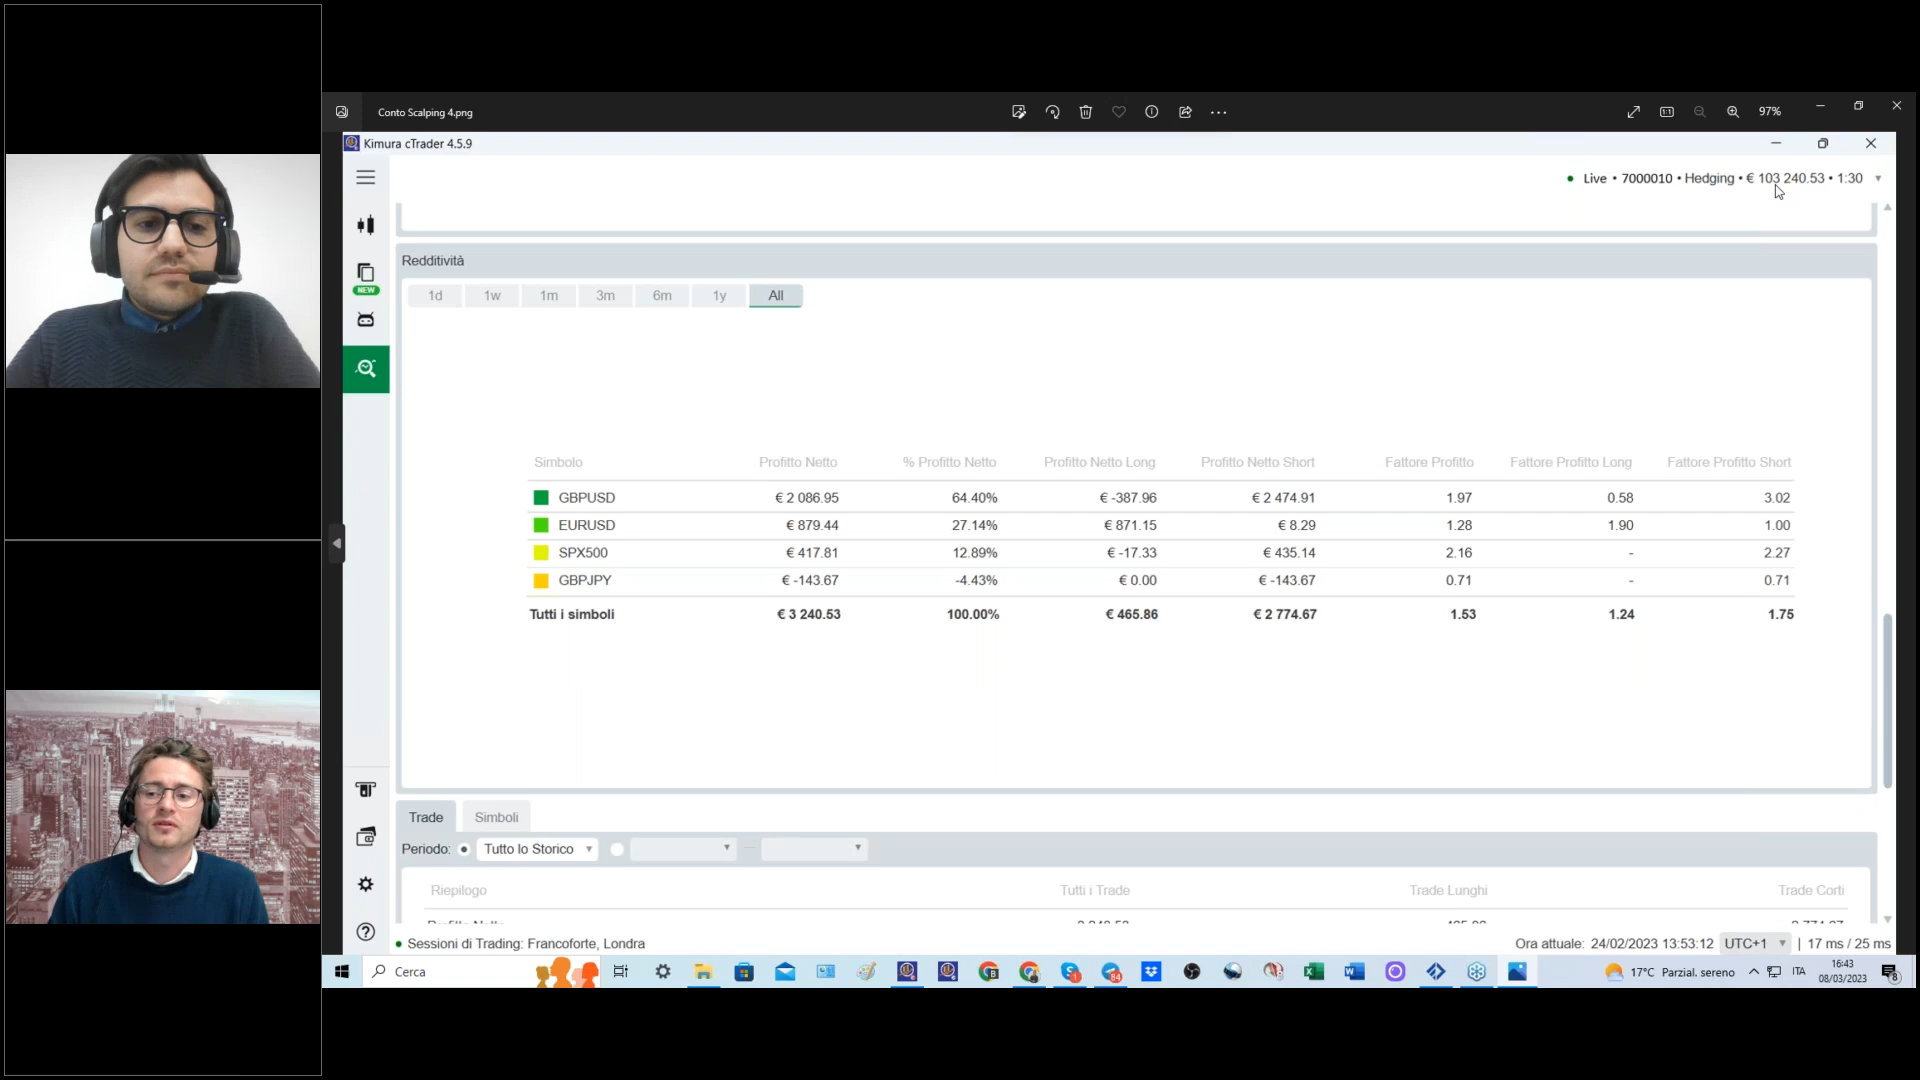 Conto Scalping 4.png
97%
Kimura cTrader 4.5.9
Live • 7000010 • Hedging • € 103 240.53 • 1:30
NEW
Redditività
1d 1w 1m 3m 6m 1y All
Simbolo Profitto Netto % Profitto Netto Profitto Netto Long Profitto Netto Short Fattore Profitto Fattore Profitto Long Fattore Profitto Short
GBPUSD € 2 086.95 64.40% € -387.96 € 2 474.91 1.97 0.58 3.02
EURUSD € 879.44 27.14% € 871.15 € 8.29 1.28 1.90 1.00
SPX500 € 417.81 12.89% € -17.33 € 435.14 2.16 - 2.27
GBPJPY € -143.67 -4.43% € 0.00 € -143.67 0.71 - 0.71
Tutti i simboli € 3 240.53 100.00% € 465.86 € 2 774.67 1.53 1.24 1.75
Trade Simboli
Periodo: Tutto lo Storico
Riepilogo Tutti i Trade Trade Lunghi Trade Corti
Sessioni di Trading: Francoforte, Londra
Ora attuale: 24/02/2023 13:53:12 UTC+1 | 17 ms / 25 ms
Cerca
17°C Parzial. sereno
ITA
16:43
08/03/2023
8